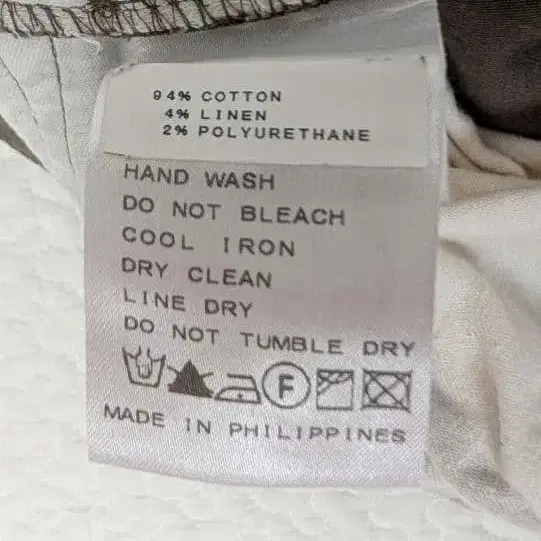 94% COTTON
4% LINEN
2% POLYURETHANE
HAND WASH
DO NOT BLEACH
COOL IRON
DRY CLEAN
LINE DRY
DO NOT TUMBLE DRY
F
MADE IN PHILIPPINES